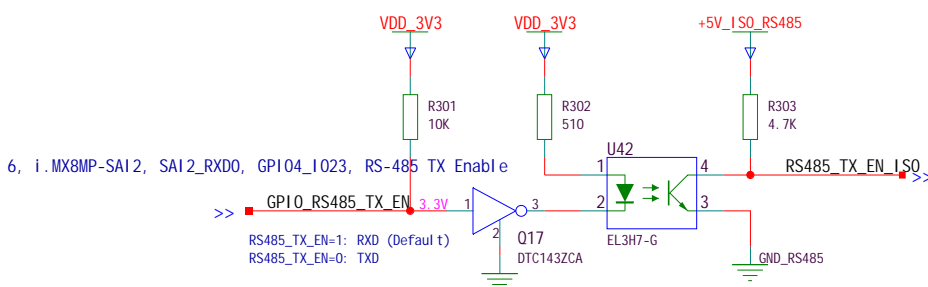 VDD_3V3 VDD_3V3 +5V_ISO_RS485
R301 R302 R303
10K 510 4.7K
U42
6, i.MX8MP-SAI2, SAI2_RXD0, GPIO4_IO23, RS-485 TX Enable
1 4 RS485_TX_EN_ISO >>
>> GPIO_RS485_TX_EN 3.3V 1 3 2 3
2
RS485_TX_EN=1: RXD (Default) Q17 EL3H7-G
RS485_TX_EN=0: TXD DTC143ZCA GND_RS485